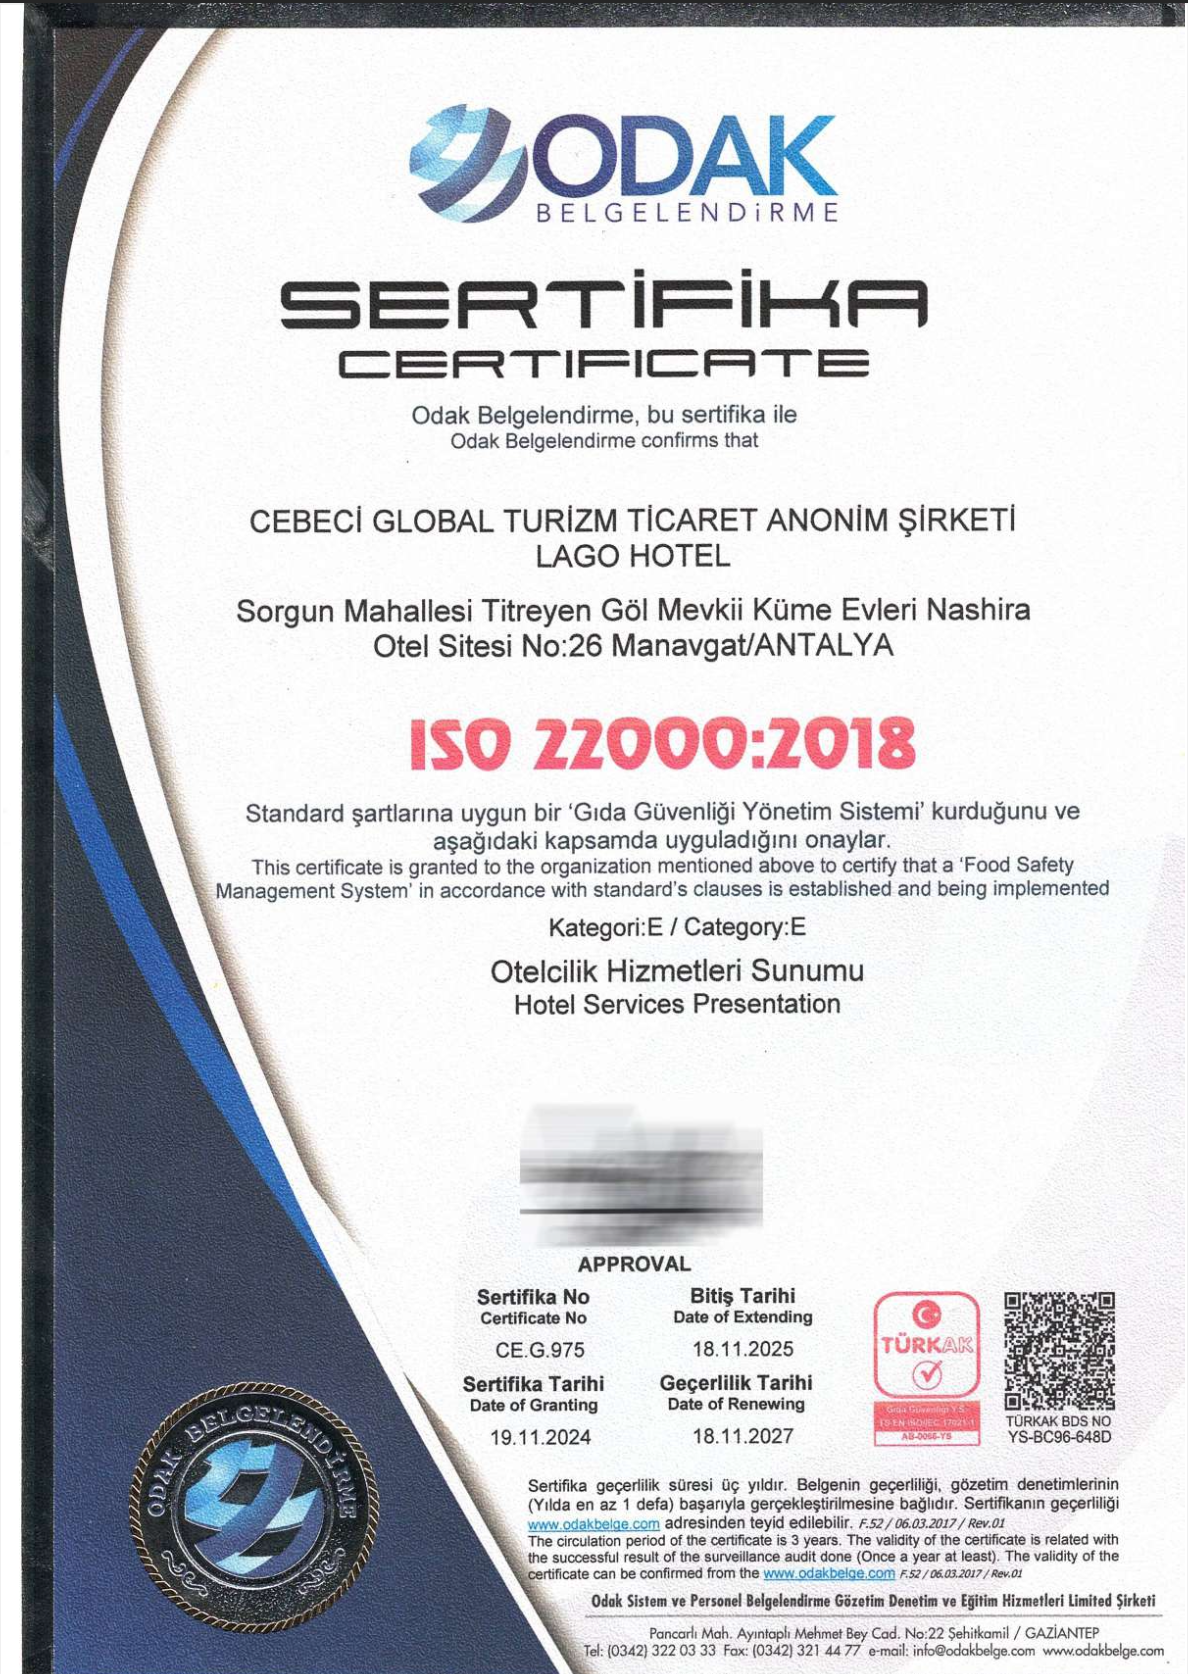 ODAK
BELGELENDİRME
SERTİFİKA
CERTIFICATE
Odak Belgelendirme, bu sertifika ile
Odak Belgelendirme confirms that
CEBECİ GLOBAL TURİZM TİCARET ANONİM ŞİRKETİ
LAGO HOTEL
Sorgun Mahallesi Titreyen Göl Mevkii Küme Evleri Nashira
Otel Sitesi No:26 Manavgat/ANTALYA
ISO 22000:2018
Standard şartlarına uygun bir ‘Gıda Güvenliği Yönetim Sistemi’ kurduğunu ve
aşağıdaki kapsamda uyguladığını onaylar.
This certificate is granted to the organization mentioned above to certify that a ‘Food Safety
Management System’ in accordance with standard’s clauses is established and being implemented
Kategori:E / Category:E
Otelcilik Hizmetleri Sunumu
Hotel Services Presentation
APPROVAL
Sertifika No
Certificate No
CE.G.975
Bitiş Tarihi
Date of Extending
18.11.2025
Sertifika Tarihi
Date of Granting
19.11.2024
Geçerlilik Tarihi
Date of Renewing
18.11.2027
TÜRKAK
Gıda Güvenliği Y.S.
TS EN ISO/IEC 17021-1
AB-0066-YS
TÜRKAK BDS NO
YS-BC96-648D
ODAK BELGELENDİRME
Sertifika geçerlilik süresi üç yıldır. Belgenin geçerliliği, gözetim denetimlerinin
(Yılda en az 1 defa) başarıyla gerçekleştirilmesine bağlıdır. Sertifikanın geçerliliği
www.odakbelge.com adresinden teyid edilebilir. F.52 / 06.03.2017 / Rev.01
The circulation period of the certificate is 3 years. The validity of the certificate is related with
the successful result of the surveillance audit done (Once a year at least). The validity of the
certificate can be confirmed from the www.odakbelge.com F.52 / 06.03.2017 / Rev.01
Odak Sistem ve Personel Belgelendirme Gözetim Denetim ve Eğitim Hizmetleri Limited Şirketi
Pancarlı Mah. Ayıntaplı Mehmet Bey Cad. No:22 Şehitkamil / GAZİANTEP
Tel: (0342) 322 03 33 Fax: (0342) 321 44 77 e-mail: info@odakbelge.com www.odakbelge.com